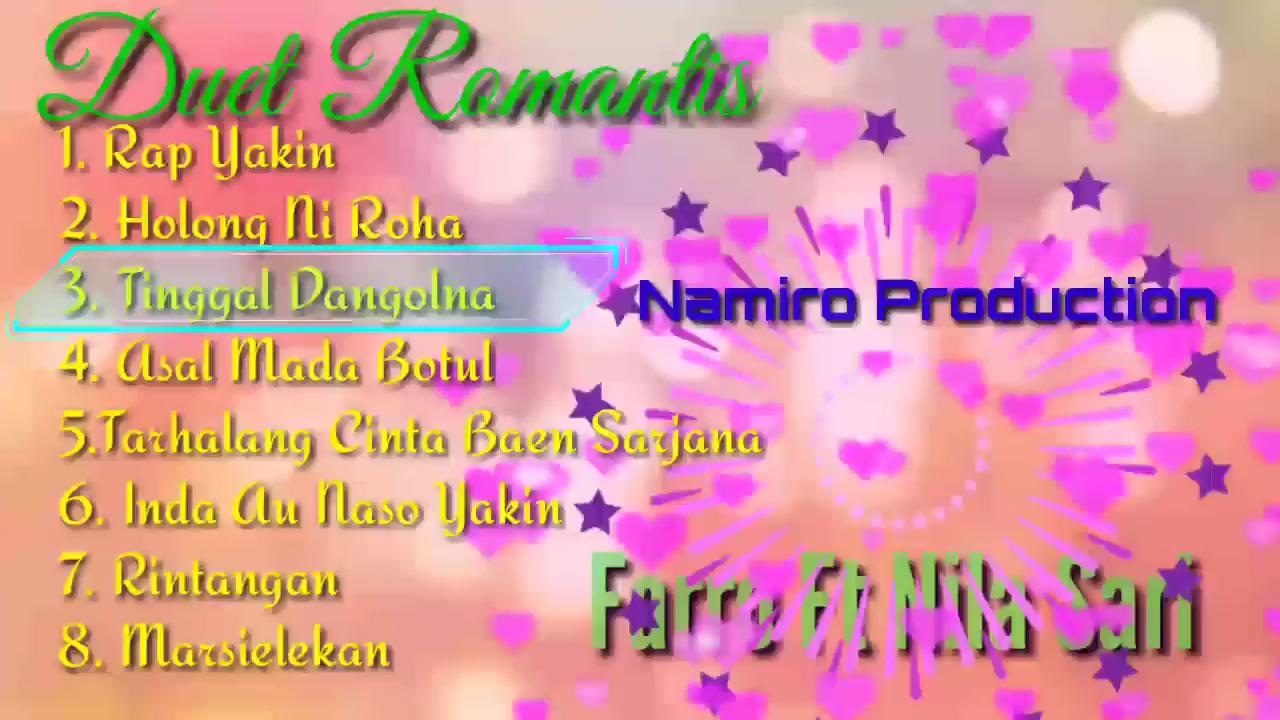 Duet Romantis
1. Rap Yakin
2. Holong Ni Roha
3. Tinggal Dangolna
4. Asal Mada Botul
5.Tarhalang Cinta Baen Sarjana
6. Inda Au Naso Yakin
7. Rintangan
8. Marsielekan
Namiro Production
Farro Ft Nila Sari